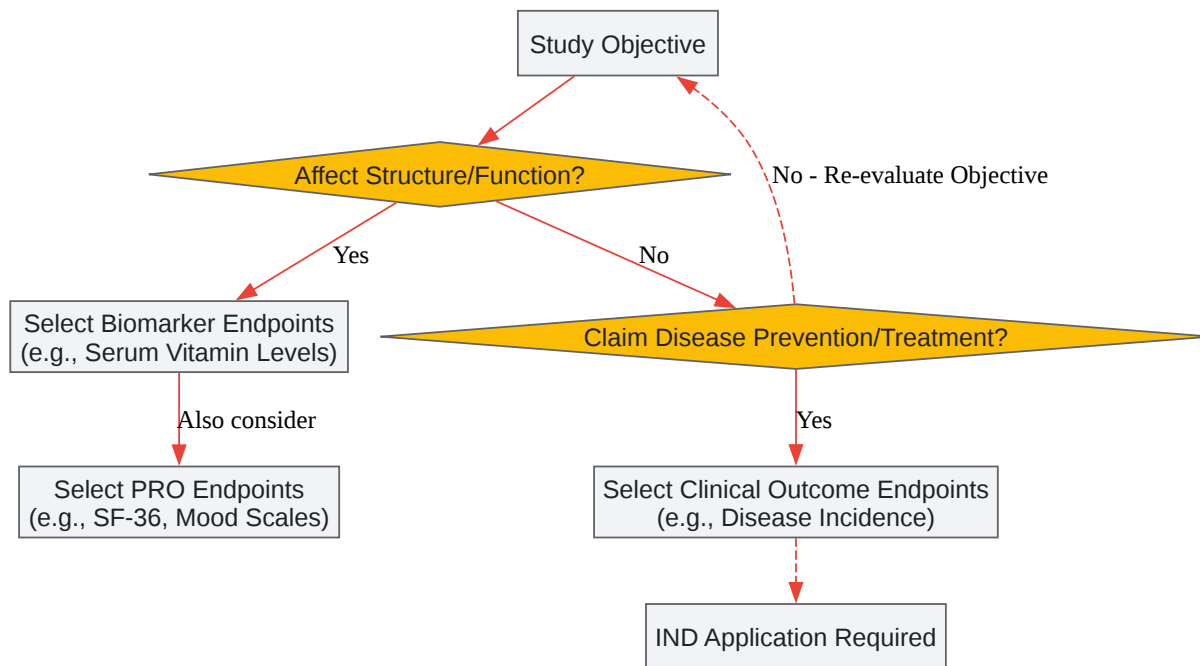 Study Objective
Affect Structure/Function?
No - Re-evaluate Objective
Yes
No
Select Biomarker Endpoints
(e.g., Serum Vitamin Levels)
Claim Disease Prevention/Treatment?
Also consider
Yes
Select PRO Endpoints
(e.g., SF-36, Mood Scales)
Select Clinical Outcome Endpoints
(e.g., Disease Incidence)
IND Application Required